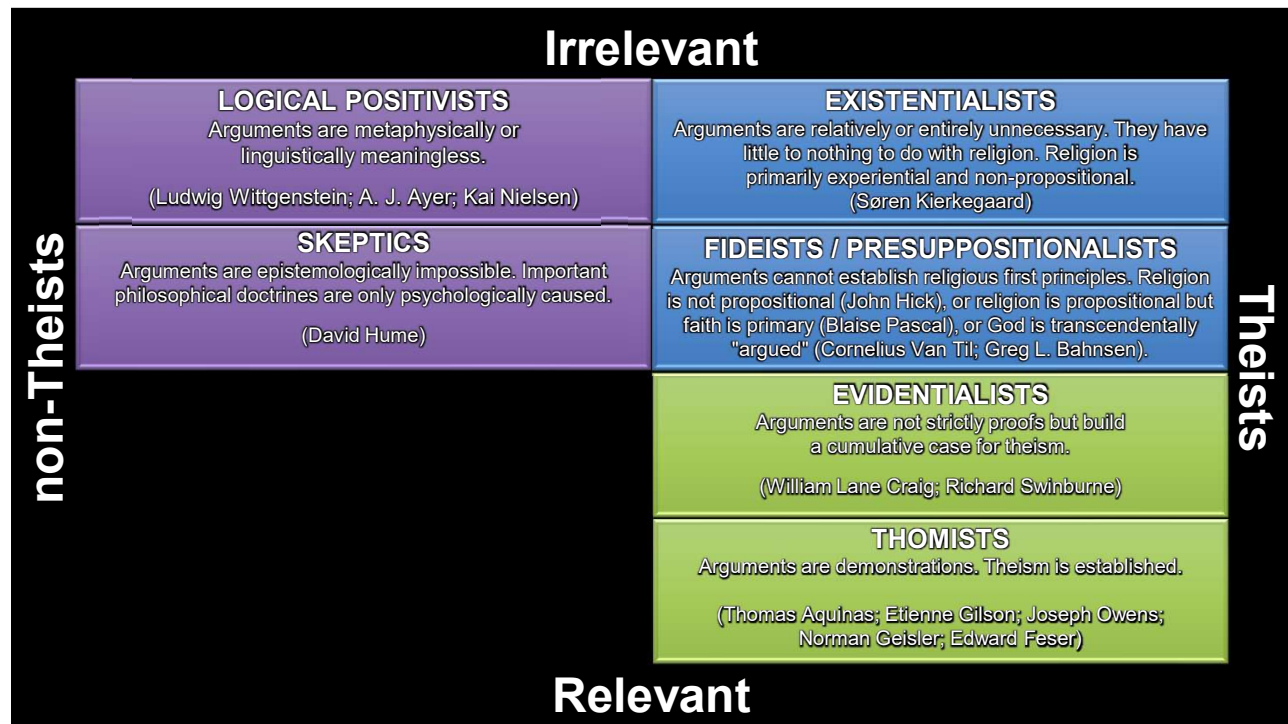 Irrelevant
non-Theists
LOGICAL POSITIVISTS
Arguments are metaphysically or
linguistically meaningless.
(Ludwig Wittgenstein; A. J. Ayer; Kai Nielsen)
EXISTENTIALISTS
Arguments are relatively or entirely unnecessary. They have
little to nothing to do with religion. Religion is
primarily experiential and non-propositional.
(Søren Kierkegaard)
SKEPTICS
Arguments are epistemologically impossible. Important
philosophical doctrines are only psychologically caused.
(David Hume)
FIDEISTS / PRESUPPOSITIONALISTS
Arguments cannot establish religious first principles. Religion
is not propositional (John Hick), or religion is propositional but
faith is primary (Blaise Pascal), or God is transcendentally
"argued" (Cornelius Van Til; Greg L. Bahnsen).
EVIDENTIALISTS
Arguments are not strictly proofs but build
a cumulative case for theism.
(William Lane Craig; Richard Swinburne)
THOMISTS
Arguments are demonstrations. Theism is established.
(Thomas Aquinas; Etienne Gilson; Joseph Owens;
Norman Geisler; Edward Feser)
Theists
Relevant